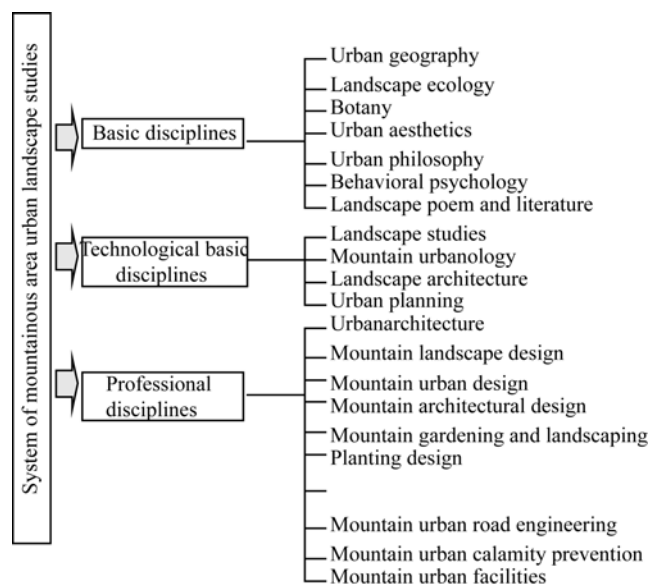 System of mountainous area urban landscape studies
Basic disciplines
Urban geography
Landscape ecology
Botany
Urban aesthetics
Urban philosophy
Behavioral psychology
Landscape poem and literature
Technological basic
disciplines
Landscape studies
Mountain urbanology
Landscape architecture
Urban planning
Professional
disciplines
Urbanarchitecture
Mountain landscape design
Mountain urban design
Mountain architectural design
Mountain gardening and landscaping
Planting design
Mountain urban road engineering
Mountain urban calamity prevention
Mountain urban facilities